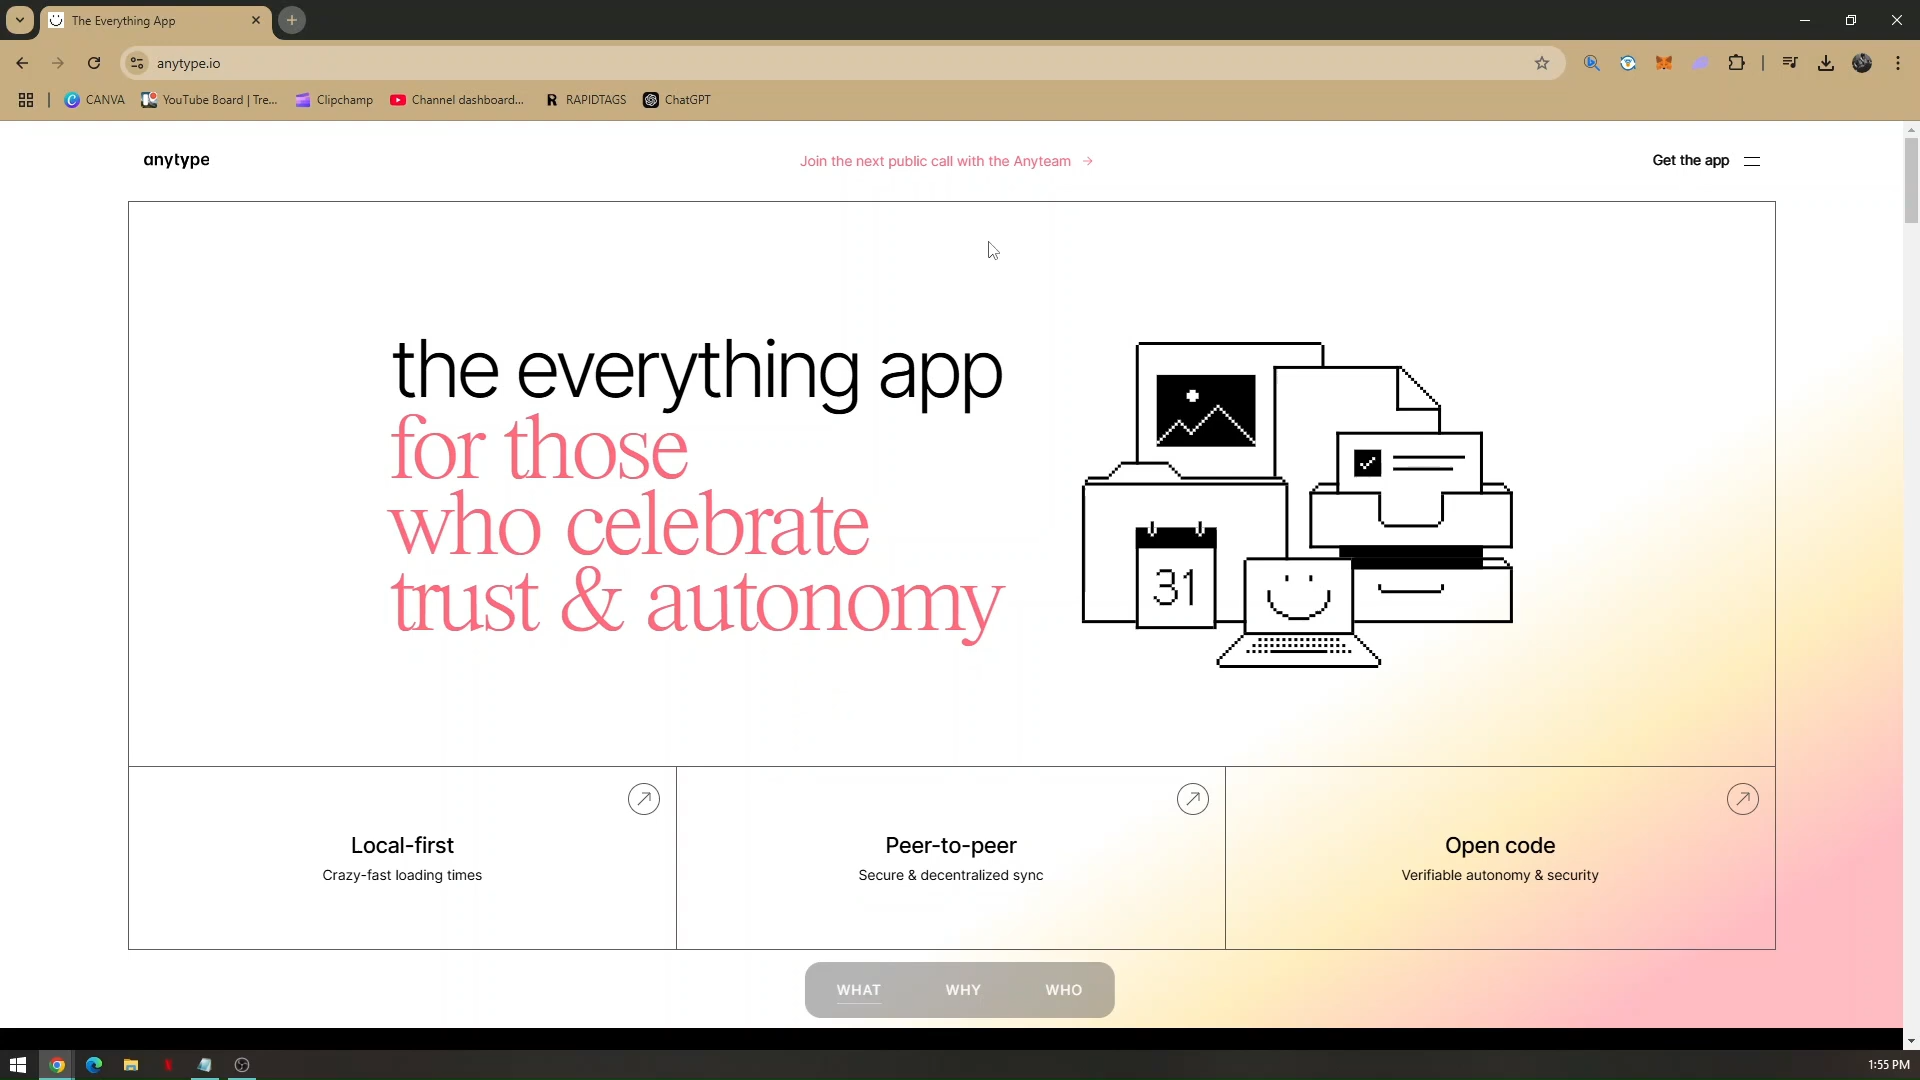 The Everything App
anytype.io
CANVA
YouTube Board | Tre...
Clipchamp
Channel dashboard...
RAPIDTAGS
ChatGPT
anytype
Join the next public call with the Anyteam →
Get the app
the everything app
for those
who celebrate
trust & autonomy
31
Local-first
Crazy-fast loading times
Peer-to-peer
Secure & decentralized sync
Open code
Verifiable autonomy & security
WHAT
WHY
WHO
1:55 PM